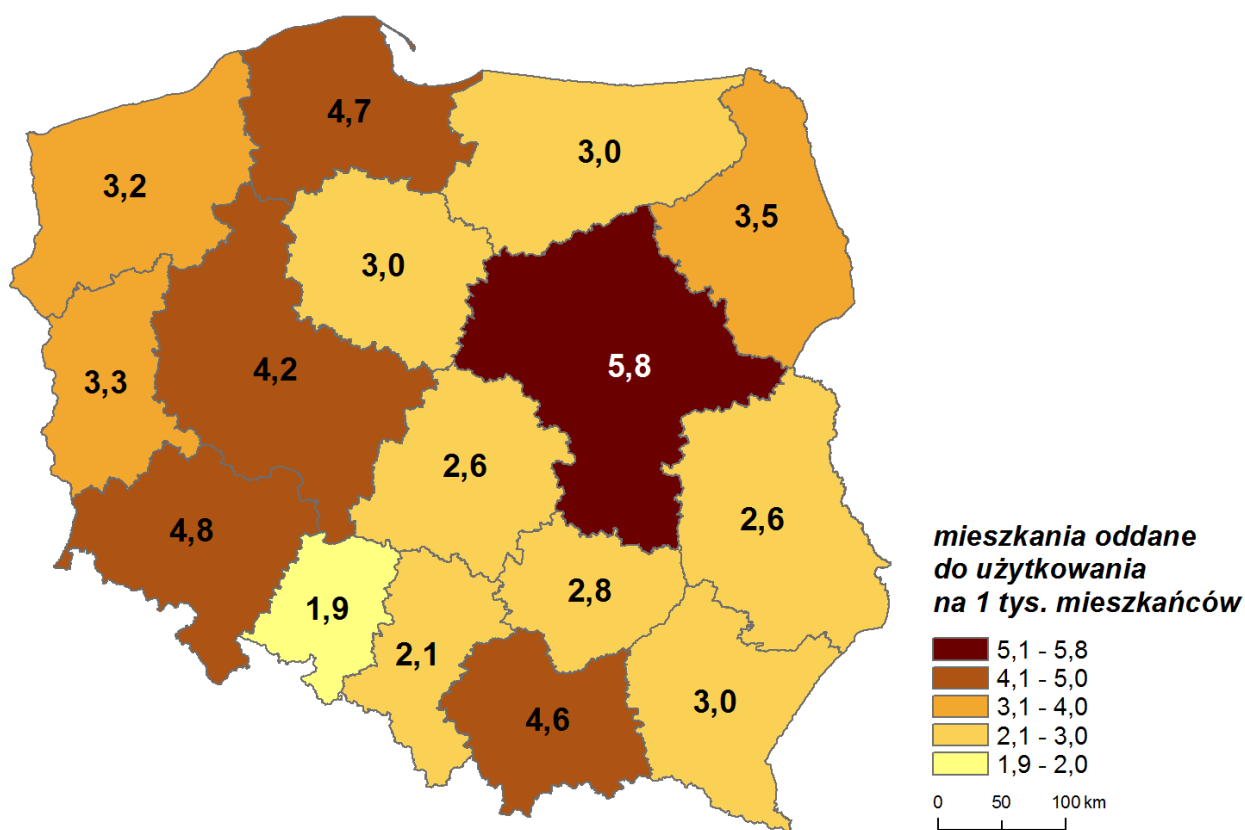 4,7
3,0
3,2
3,5
3,0
5,8
4,2
3,3
2,6
2,6
4,8
2,8
1,9
2,1
3,0
4,6
mieszkania oddane
do użytkowania
na 1 tys. mieszkańców
5,1 - 5,8
4,1 - 5,0
3,1 - 4,0
2,1 - 3,0
1,9 - 2,0
0 50 100 km